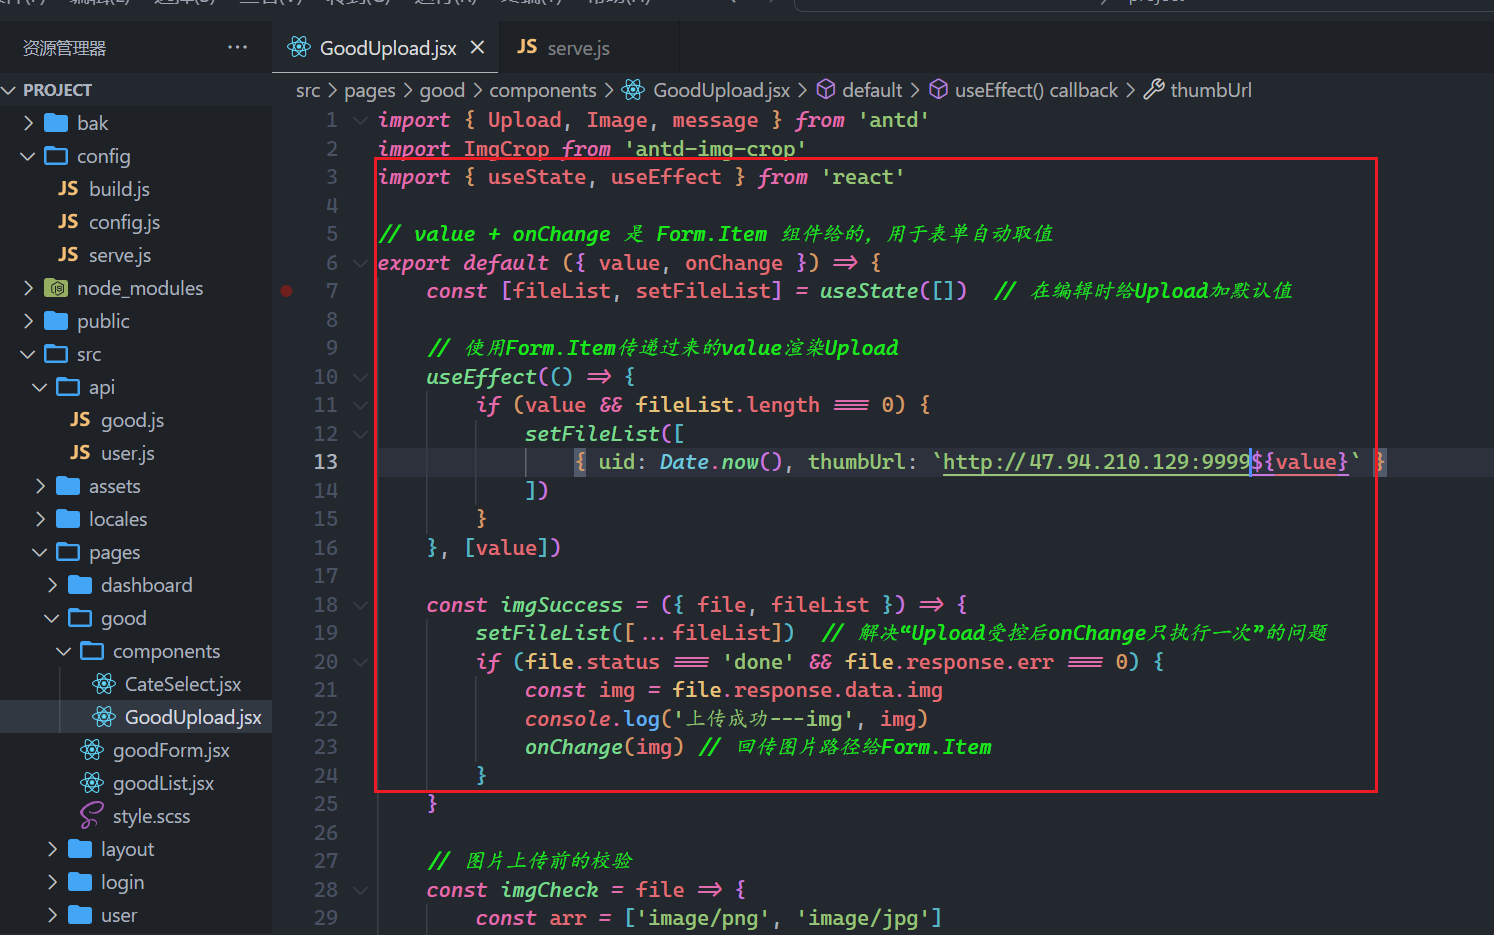 project
资源管理器 ···
GoodUpload.jsx
JS serve.js
PROJECT
bak
config
JS build.js
JS config.js
JS serve.js
node_modules
public
src
api
JS good.js
JS user.js
assets
locales
pages
dashboard
good
components
CateSelect.jsx
GoodUpload.jsx
goodForm.jsx
goodList.jsx
style.scss
layout
login
user
src > pages > good > components > GoodUpload.jsx > default > useEffect() callback > thumbUrl
1 import { Upload, Image, message } from 'antd'
2 import ImgCrop from 'antd-img-crop'
3 import { useState, useEffect } from 'react'
4
5 // value + onChange 是 Form.Item 组件给的，用于表单自动取值
6 export default ({ value, onChange }) => {
7 const [fileList, setFileList] = useState([]) // 在编辑时给Upload加默认值
8
9 // 使用Form.Item传递过来的value渲染Upload
10 useEffect(() => {
11 if (value && fileList.length === 0) {
12 setFileList([
13 { uid: Date.now(), thumbUrl: `http://47.94.210.129:9999${value}` }
14 ])
15 }
16 }, [value])
17
18 const imgSuccess = ({ file, fileList }) => {
19 setFileList([...fileList]) // 解决“Upload受控后onChange只执行一次”的问题
20 if (file.status === 'done' && file.response.err === 0) {
21 const img = file.response.data.img
22 console.log('上传成功---img', img)
23 onChange(img) // 回传图片路径给Form.Item
24 }
25 }
26
27 // 图片上传前的校验
28 const imgCheck = file => {
29 const arr = ['image/png', 'image/jpg']